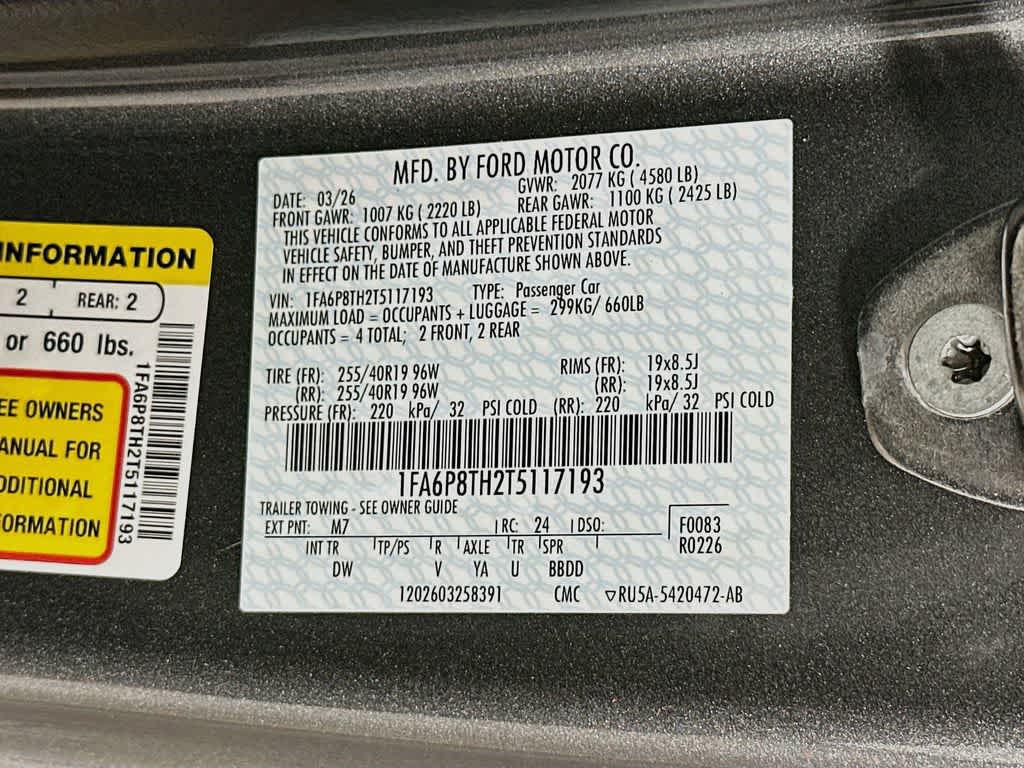 MFD. BY FORD MOTOR CO.
DATE: 03/26 GVWR: 2077 KG ( 4580 LB)
FRONT GAWR: 1007 KG ( 2220 LB) REAR GAWR: 1100 KG ( 2425 LB)
THIS VEHICLE CONFORMS TO ALL APPLICABLE FEDERAL MOTOR
VEHICLE SAFETY, BUMPER, AND THEFT PREVENTION STANDARDS
IN EFFECT ON THE DATE OF MANUFACTURE SHOWN ABOVE.
VIN: 1FA6P8TH2T5117193 TYPE: Passenger Car
MAXIMUM LOAD = OCCUPANTS + LUGGAGE = 299KG/ 660LB
OCCUPANTS = 4 TOTAL; 2 FRONT, 2 REAR
TIRE (FR): 255/40R19 96W RIMS (FR): 19x8.5J
(RR): 255/40R19 96W (RR): 19x8.5J
PRESSURE (FR): 220 kPa/ 32 PSI COLD (RR): 220 kPa/ 32 PSI COLD
1FA6P8TH2T5117193
TRAILER TOWING - SEE OWNER GUIDE
EXT PNT: M7 RC: 24 DSO: F0083
R0226
INT TR TP/PS R AXLE TR SPR
DW V YA U BBDD
1202603258391 CMC ▽RU5A-5420472-AB
INFORMATION
2 REAR: 2
or 660 lbs.
EE OWNERS
ANUAL FOR
DDITIONAL
FORMATION
1FA6P8TH2T5117193